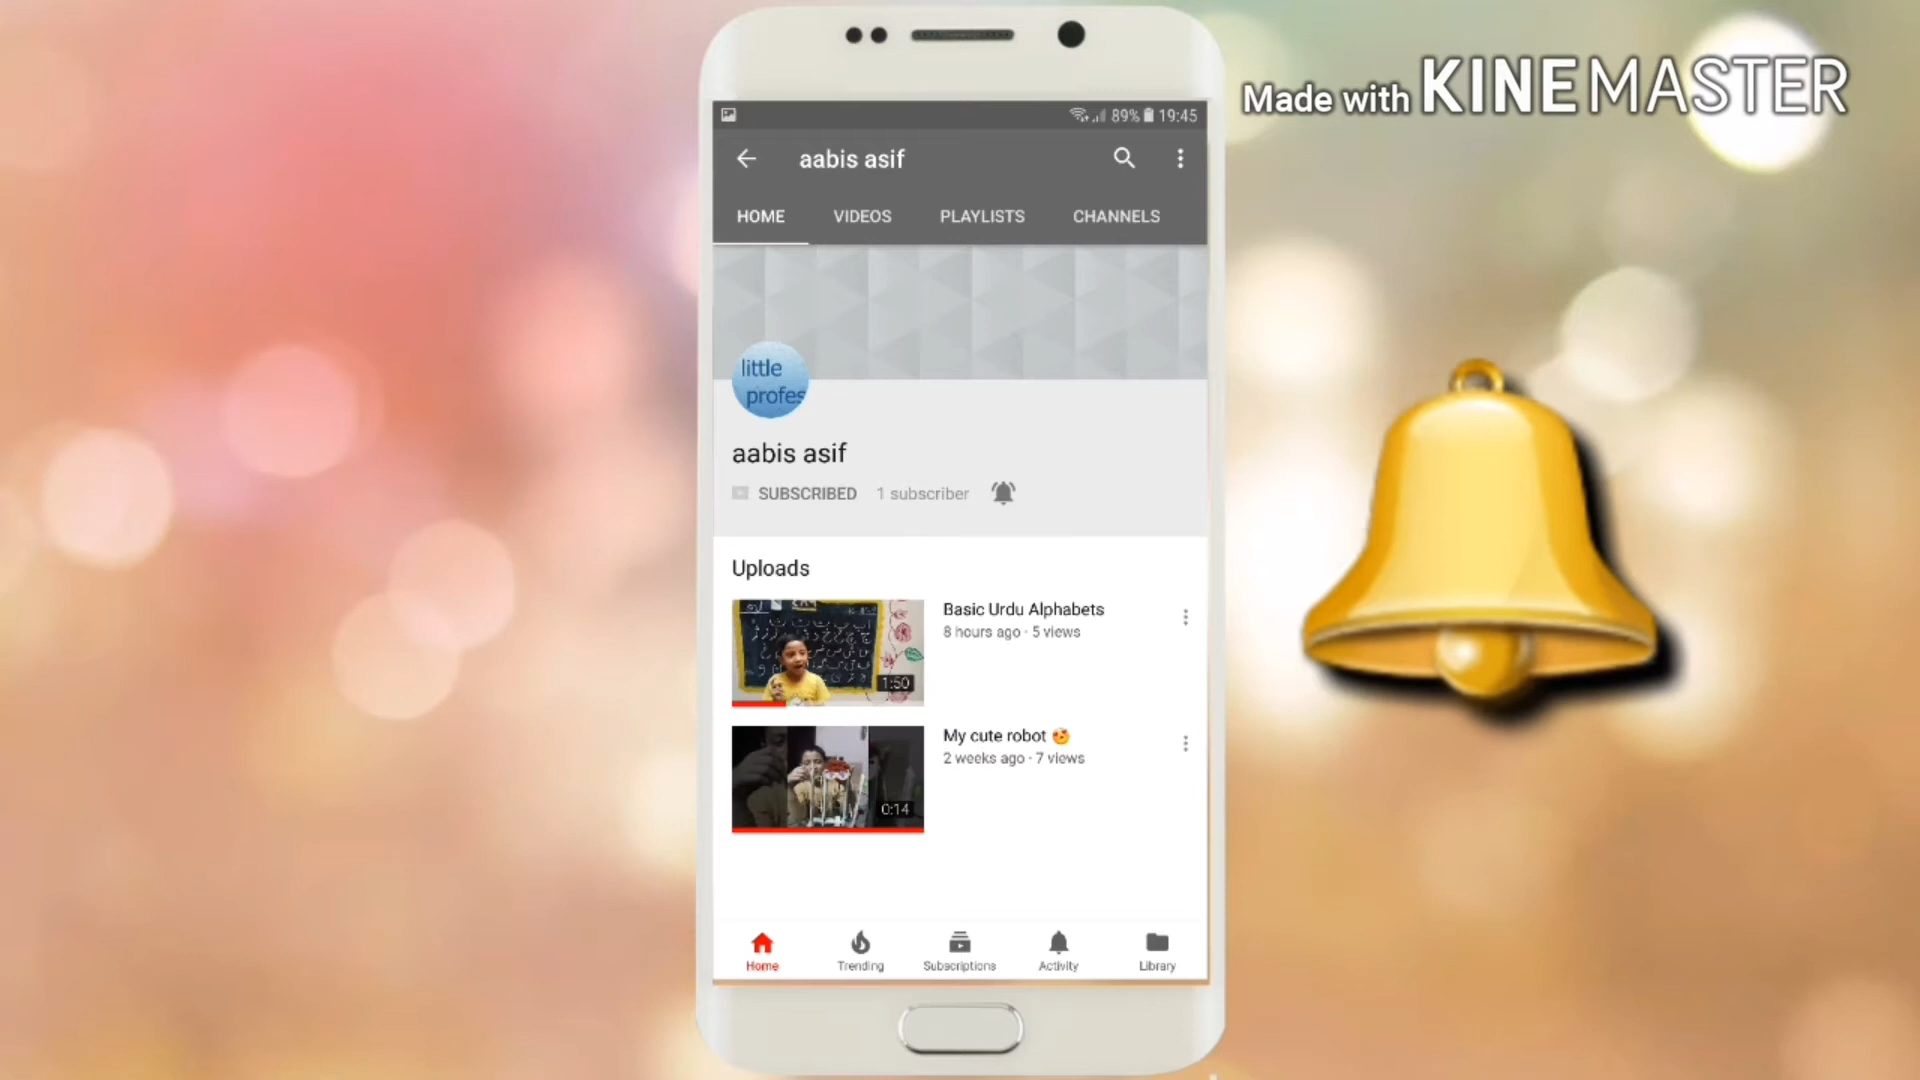 Made with KINEMASTER
89% 19:45
aabis asif
HOME VIDEOS PLAYLISTS CHANNELS
little
profes
aabis asif
SUBSCRIBED 1 subscriber
Uploads
Basic Urdu Alphabets
8 hours ago · 5 views
1:50
My cute robot 🥰
2 weeks ago · 7 views
0:14
Home Trending Subscriptions Activity Library